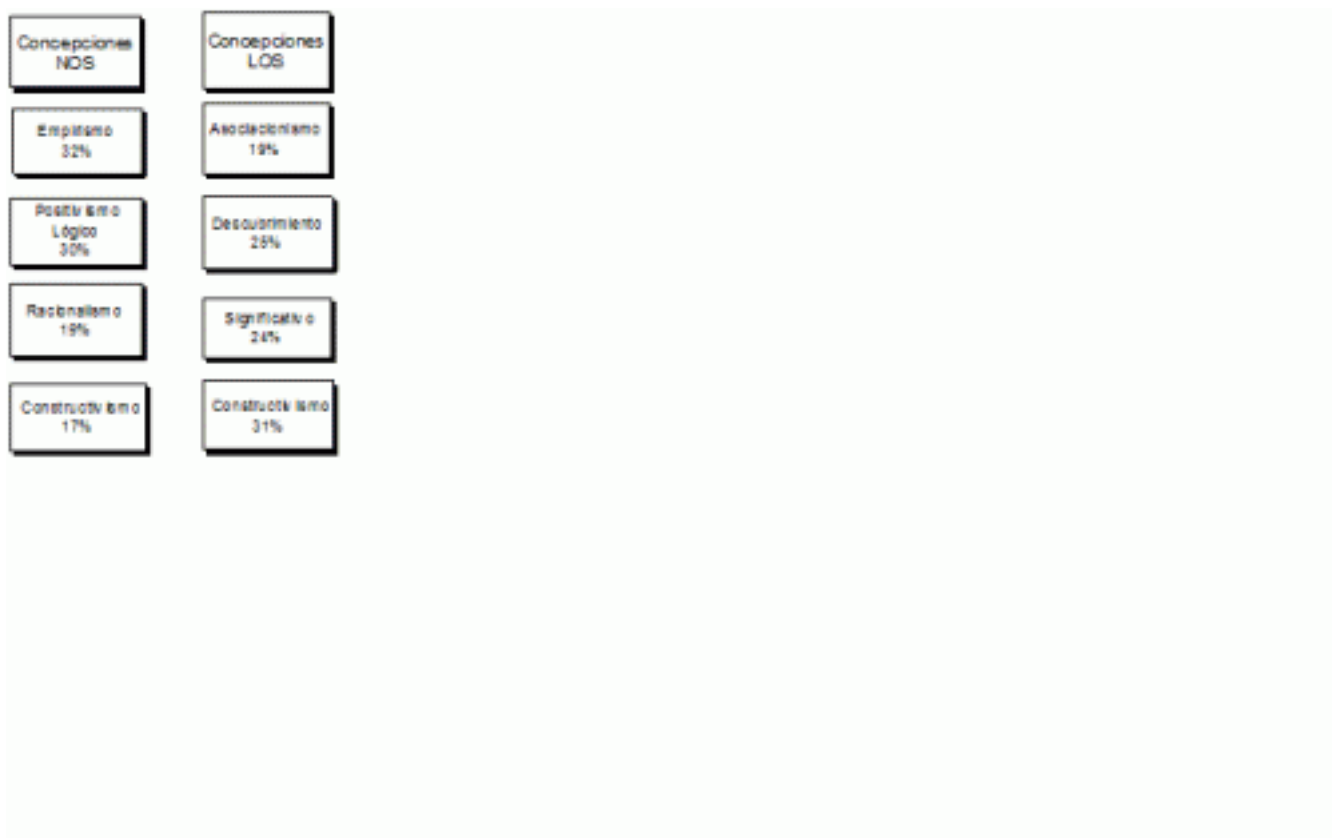 Concepciones
NOS
Empirismo
32%
Positivismo
Lógico
30%
Racionalismo
19%
Constructivismo
17%
Concepciones
LOS
Asociacionismo
19%
Descubrimiento
25%
Significativo
24%
Constructivismo
31%